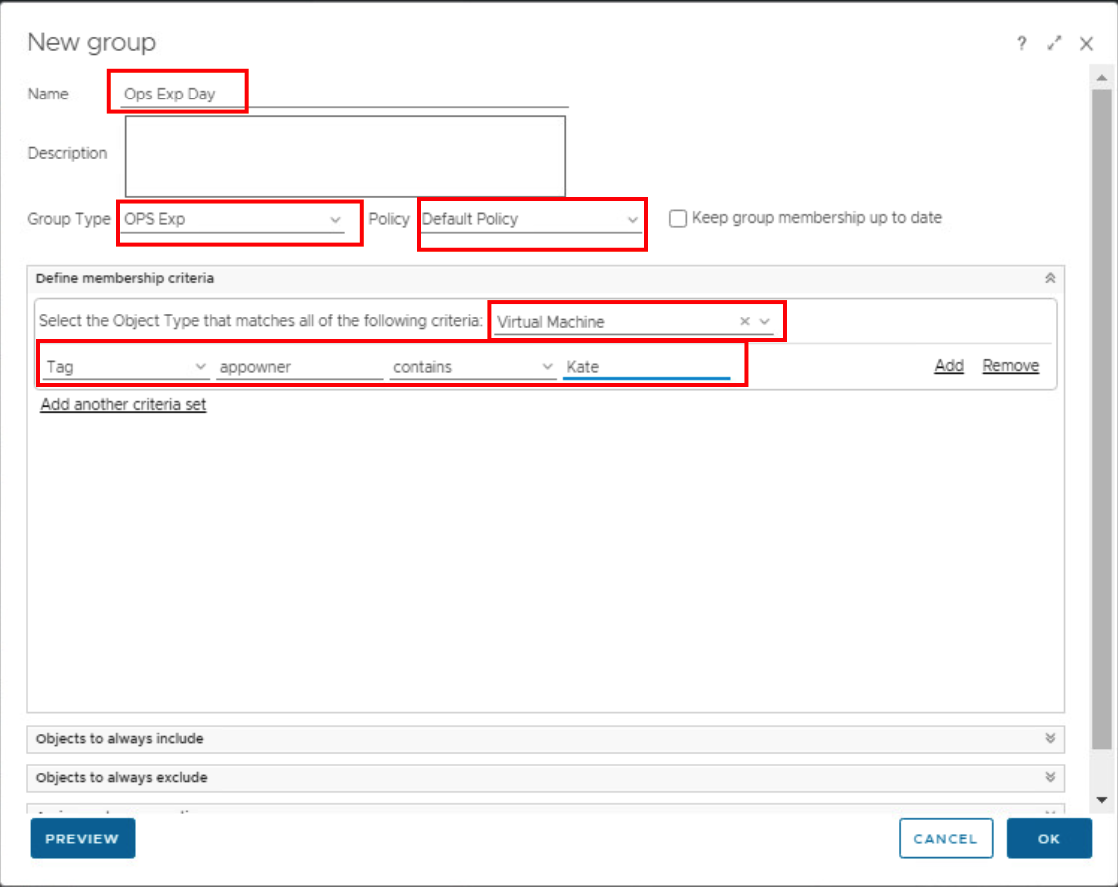 New group
?
Name Ops Exp Day
Description
Group Type OPS Exp Policy Default Policy Keep group membership up to date
Define membership criteria
Select the Object Type that matches all of the following criteria: Virtual Machine
Tag appowner contains Kate Add Remove
Add another criteria set
Objects to always include
Objects to always exclude
PREVIEW CANCEL OK